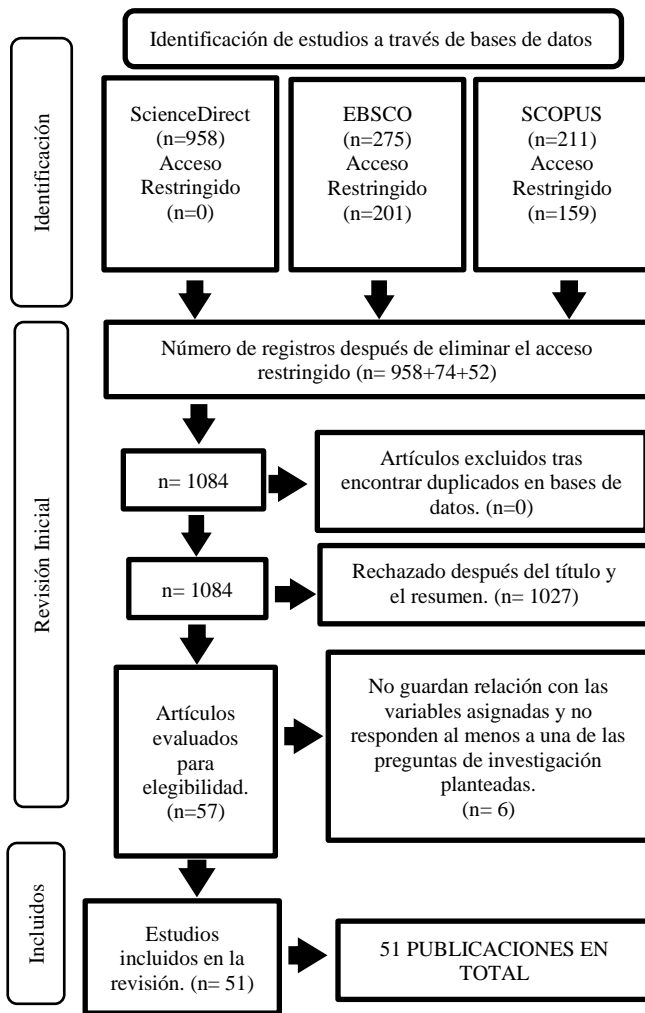 Identificación de estudios a través de bases de datos
Identificación
ScienceDirect
(n=958)
Acceso
Restringido
(n=0)
EBSCO
(n=275)
Acceso
Restringido
(n=201)
SCOPUS
(n=211)
Acceso
Restringido
(n=159)
Revisión Inicial
Número de registros después de eliminar el acceso
restringido (n= 958+74+52)
n= 1084
Artículos excluidos tras
encontrar duplicados en bases de
datos. (n=0)
n= 1084
Rechazado después del título y
el resumen. (n= 1027)
Artículos
evaluados
para
elegibilidad.
(n=57)
No guardan relación con las
variables asignadas y no
responden al menos a una de las
preguntas de investigación
planteadas.
(n= 6)
Incluidos
Estudios
incluidos en la
revisión. (n= 51)
51 PUBLICACIONES EN
TOTAL